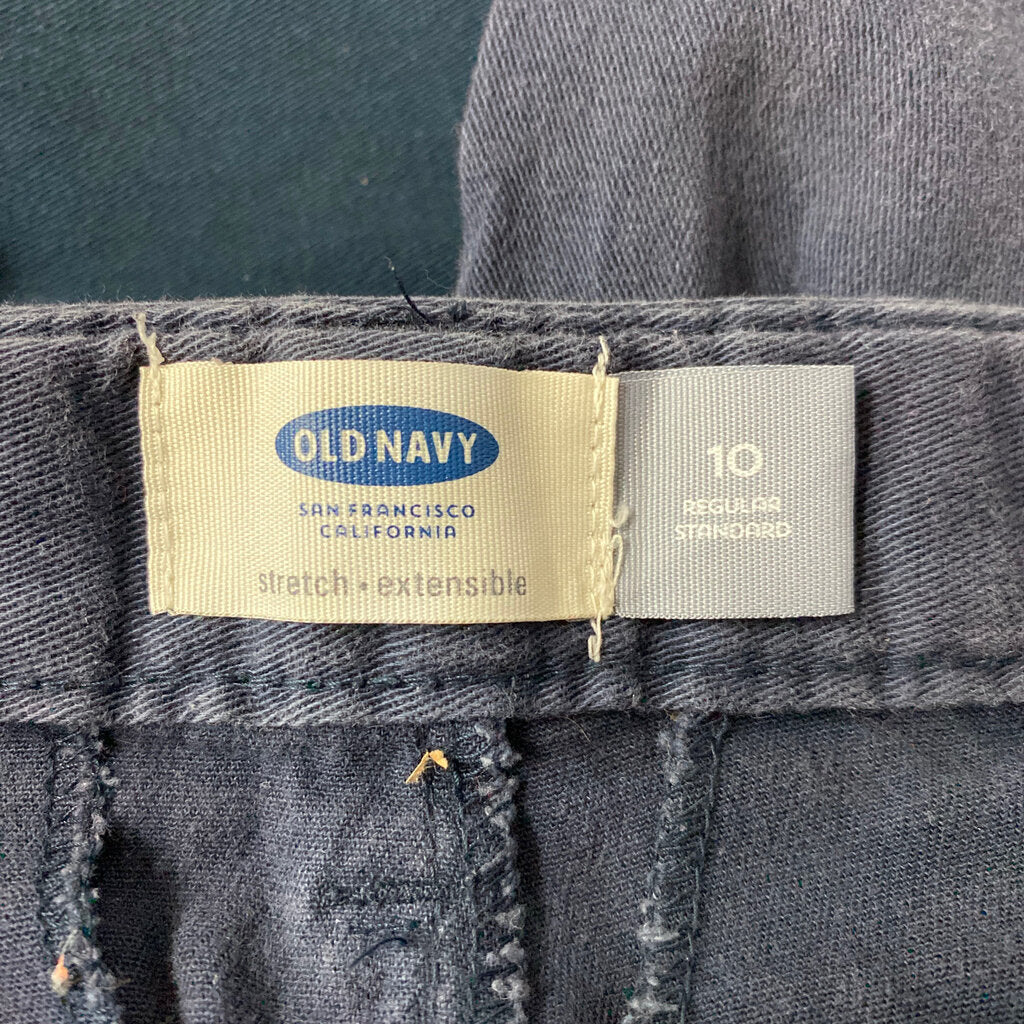 OLD NAVY
SAN FRANCISCO
CALIFORNIA
stretch • extensible
10
REGULAR
STANDARD